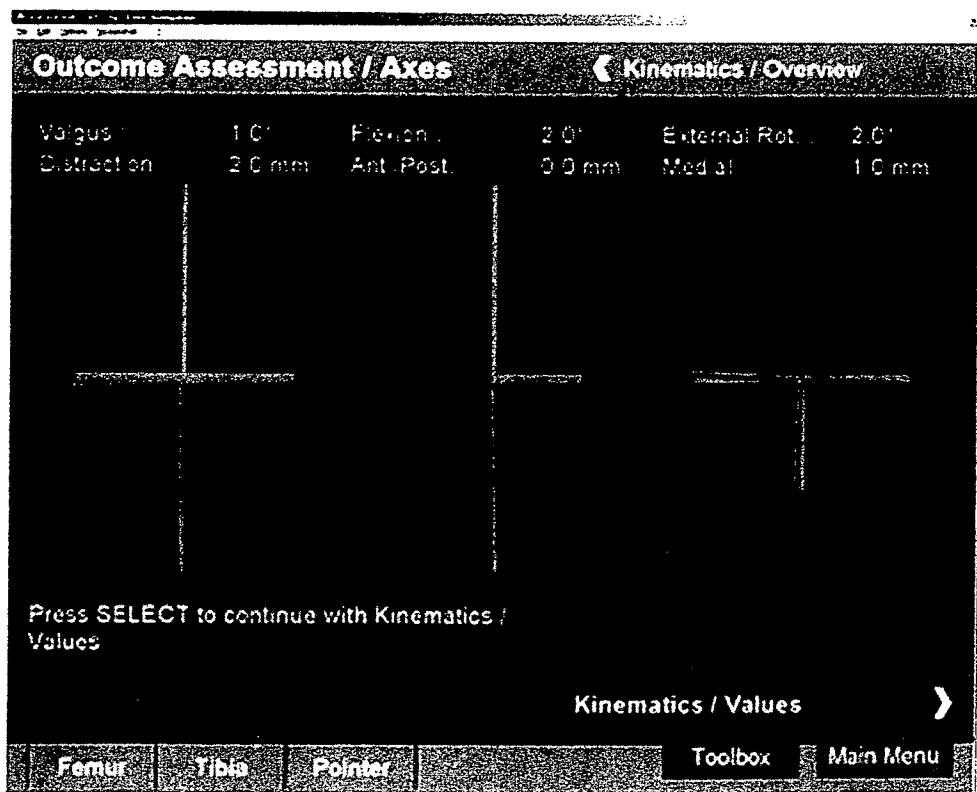 Outcome Assessment / Axes
Kinematics / Overview
Valgus : 1.0° Flexion : 2.0° External Rot. : 2.0°
Distraction 2.0 mm Ant./Post. 0.0 mm Medial 1.0 mm
Press SELECT to continue with Kinematics /
Values
Kinematics / Values
Femur Tibia Pointer Toolbox Main Menu